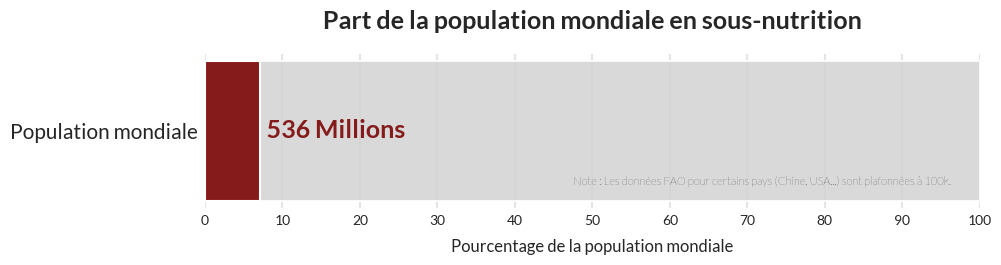 Part de la population mondiale en sous-nutrition
Population mondiale
536 Millions
Note : Les données FAO pour certains pays (Chine, USA...) sont plafonnées à 100k.
0 10 20 30 40 50 60 70 80 90 100
Pourcentage de la population mondiale